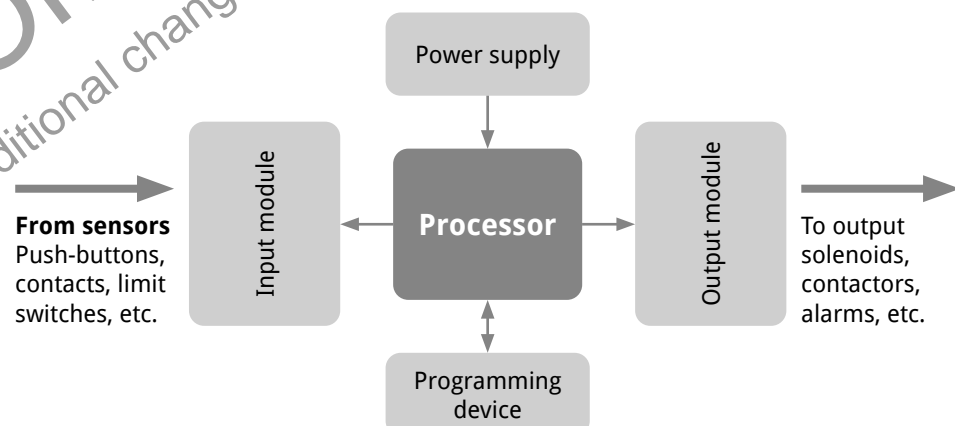 Power supply
Input module
Processor
Output module
From sensors
Push-buttons,
contacts, limit
switches, etc.
To output
solenoids,
contactors,
alarms, etc.
Programming
device